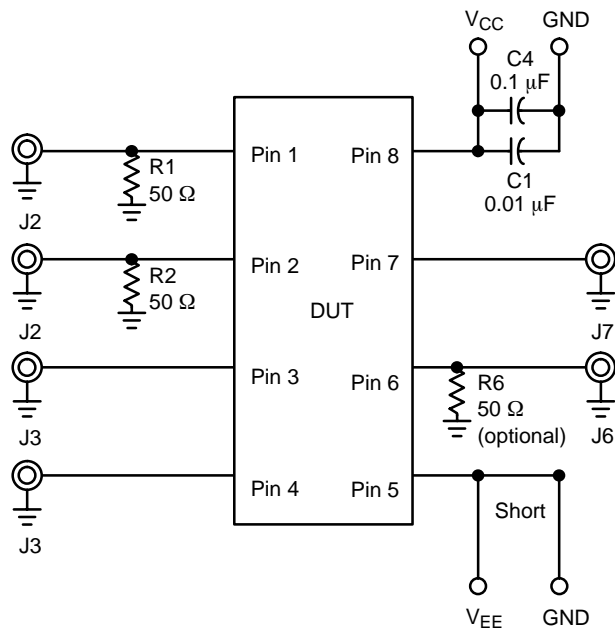 VCC GND
C4
0.1 μF
C1
0.01 μF
J2
R1
50 Ω
Pin 1
Pin 8
J2
R2
50 Ω
Pin 2
Pin 7
J7
DUT
J3
Pin 3
Pin 6
R6
50 Ω
(optional)
J6
J3
Pin 4
Pin 5
Short
VEE GND